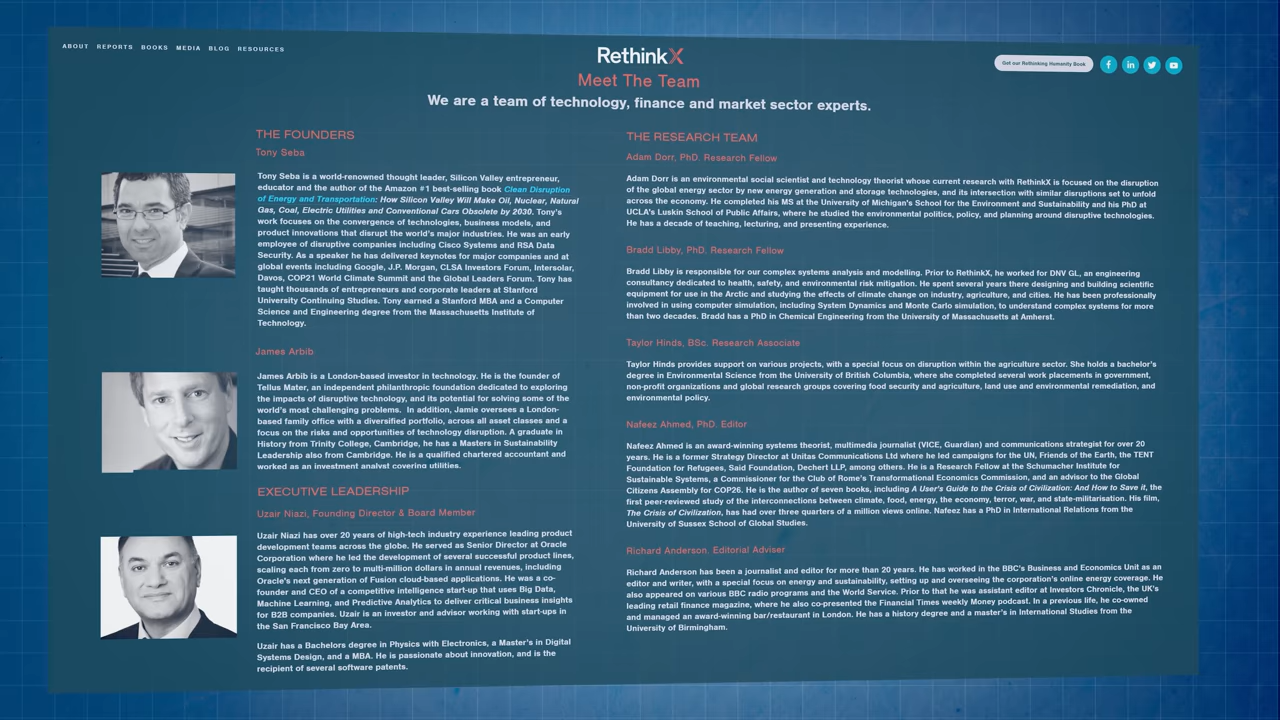 ABOUT REPORTS BOOKS MEDIA BLOG RESOURCES
RethinkX
Get our Rethinking Humanity Book
Meet The Team
We are a team of technology, finance and market sector experts.
THE FOUNDERS
Tony Seba
Tony Seba is a world-renowned thought leader, Silicon Valley entrepreneur,
educator and the author of the Amazon #1 best-selling book Clean Disruption
of Energy and Transportation: How Silicon Valley Will Make Oil, Nuclear, Natural
Gas, Coal, Electric Utilities and Conventional Cars Obsolete by 2030. Tony's
work focuses on the convergence of technologies, business models, and
product innovations that disrupt the world's major industries. He was an early
employee of disruptive companies including Cisco Systems and RSA Data
Security. As a speaker he has delivered keynotes for major companies and at
global events including Google, J.P. Morgan, CLSA Investors Forum, Intersolar,
Davos, COP21 World Climate Summit and the Global Leaders Forum. Tony has
taught thousands of entrepreneurs and corporate leaders at Stanford
University Continuing Studies. Tony earned a Stanford MBA and a Computer
Science and Engineering degree from the Massachusetts Institute of
Technology.
James Arbib
James Arbib is a London-based investor in technology. He is the founder of
Tellus Mater, an independent philanthropic foundation dedicated to exploring
the impacts of disruptive technology, and its potential for solving some of the
world's most challenging problems. In addition, Jamie oversees a London-
based family office with a diversified portfolio, across all asset classes and a
focus on the risks and opportunities of technology disruption. A graduate in
History from Trinity College, Cambridge, he has a Masters in Sustainability
Leadership also from Cambridge. He is a qualified chartered accountant and
worked as an investment analyst covering utilities.
EXECUTIVE LEADERSHIP
Uzair Niazi, Founding Director & Board Member
Uzair Niazi has over 20 years of high-tech industry experience leading product
development teams across the globe. He served as Senior Director at Oracle
Corporation where he led the development of several successful product lines,
scaling each from zero to multi-million dollars in annual revenues, including
Oracle's next generation of Fusion cloud-based applications. He was a co-
founder and CEO of a competitive intelligence start-up that uses Big Data,
Machine Learning, and Predictive Analytics to deliver critical business insights
for B2B companies. Uzair is an investor and advisor working with start-ups in
the San Francisco Bay Area.
Uzair has a Bachelors degree in Physics with Electronics, a Master's in Digital
Systems Design, and a MBA. He is passionate about innovation, and is the
recipient of several software patents.
THE RESEARCH TEAM
Adam Dorr, PhD. Research Fellow
Adam Dorr is an environmental social scientist and technology theorist whose current research with RethinkX is focused on the disruption
of the global energy sector by new energy generation and storage technologies, and its intersection with similar disruptions set to unfold
across the economy. He completed his MS at the University of Michigan's School for the Environment and Sustainability and his PhD at
UCLA's Luskin School of Public Affairs, where he studied the environmental politics, policy, and planning around disruptive technologies.
He has a decade of teaching, lecturing, and presenting experience.
Bradd Libby, PhD. Research Fellow
Bradd Libby is responsible for our complex systems analysis and modelling. Prior to RethinkX, he worked for DNV GL, an engineering
consultancy dedicated to health, safety, and environmental risk mitigation. He spent several years there designing and building scientific
equipment for use in the Arctic and studying the effects of climate change on industry, agriculture, and cities. He has been professionally
involved in using computer simulation, including System Dynamics and Monte Carlo simulation, to understand complex systems for more
than two decades. Bradd has a PhD in Chemical Engineering from the University of Massachusetts at Amherst.
Taylor Hinds, BSc. Research Associate
Taylor Hinds provides support on various projects, with a special focus on disruption within the agriculture sector. She holds a bachelor's
degree in Environmental Science from the University of British Columbia, where she completed several work placements in government,
non-profit organizations and global research groups covering food security and agriculture, land use and environmental remediation, and
environmental policy.
Nafeez Ahmed, PhD. Editor
Nafeez Ahmed is an award-winning systems theorist, multimedia journalist (VICE, Guardian) and communications strategist for over 20
years. He is a former Strategy Director at Unitas Communications Ltd where he led campaigns for the UN, Friends of the Earth, the TENT
Foundation for Refugees, Said Foundation, Dechert LLP, among others. He is a Research Fellow at the Schumacher Institute for
Sustainable Systems, a Commissioner for the Club of Rome's Transformational Economics Commission, and an advisor to the Global
Citizens Assembly for COP26. He is the author of seven books, including A User's Guide to the Crisis of Civilization: And How to Save it, the
first peer-reviewed study of the interconnections between climate, food, energy, the economy, terror, war, and state-militarisation. His film,
The Crisis of Civilization, has had over three quarters of a million views online. Nafeez has a PhD in International Relations from the
University of Sussex School of Global Studies.
Richard Anderson. Editorial Adviser
Richard Anderson has been a journalist and editor for more than 20 years. He has worked in the BBC's Business and Economics Unit as an
editor and writer, with a special focus on energy and sustainability, setting up and overseeing the corporation's online energy coverage. He
also appeared on various BBC radio programs and the World Service. Prior to that he was assistant editor at Investors Chronicle, the UK's
leading retail finance magazine, where he also co-presented the Financial Times weekly Money podcast. In a previous life, he co-owned
and managed an award-winning bar/restaurant in London. He has a history degree and a master's in International Studies from the
University of Birmingham.